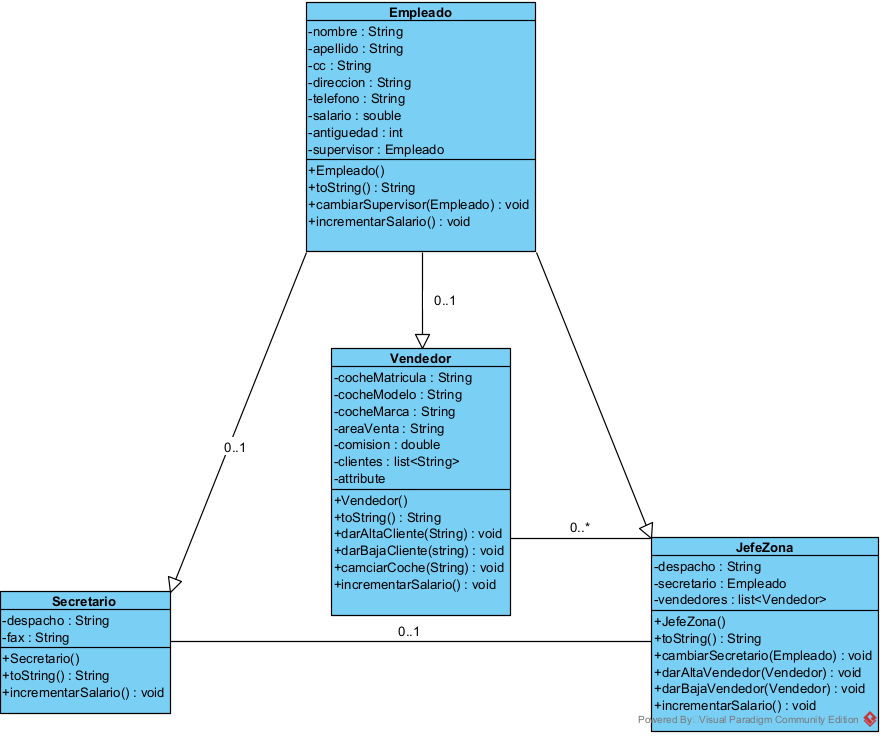 Empleado
-nombre : String
-apellido : String
-cc : String
-direccion : String
-telefono : String
-salario : souble
-antiguedad : int
-supervisor : Empleado
+Empleado()
+toString() : String
+cambiarSupervisor(Empleado) : void
+incrementarSalario() : void
0..1
Vendedor
-cocheMatricula : String
-cocheModelo : String
-cocheMarca : String
-areaVenta : String
-comision : double
-clientes : list<String>
-attribute
+Vendedor()
+toString() : String
+darAltaCliente(String) : void
+darBajaCliente(string) : void
+camciarCoche(String) : void
+incrementarSalario() : void
0..1
0..*
JefeZona
-despacho : String
-secretario : Empleado
-vendedores : list<Vendedor>
+JefeZona()
+toString() : String
+cambiarSecretario(Empleado) : void
+darAltaVendedor(Vendedor) : void
+darBajaVendedor(Vendedor) : void
+incrementarSalario() : void
Secretario
-despacho : String
-fax : String
+Secretario()
+toString() : String
+incrementarSalario() : void
0..1
Powered By: Visual Paradigm Community Edition